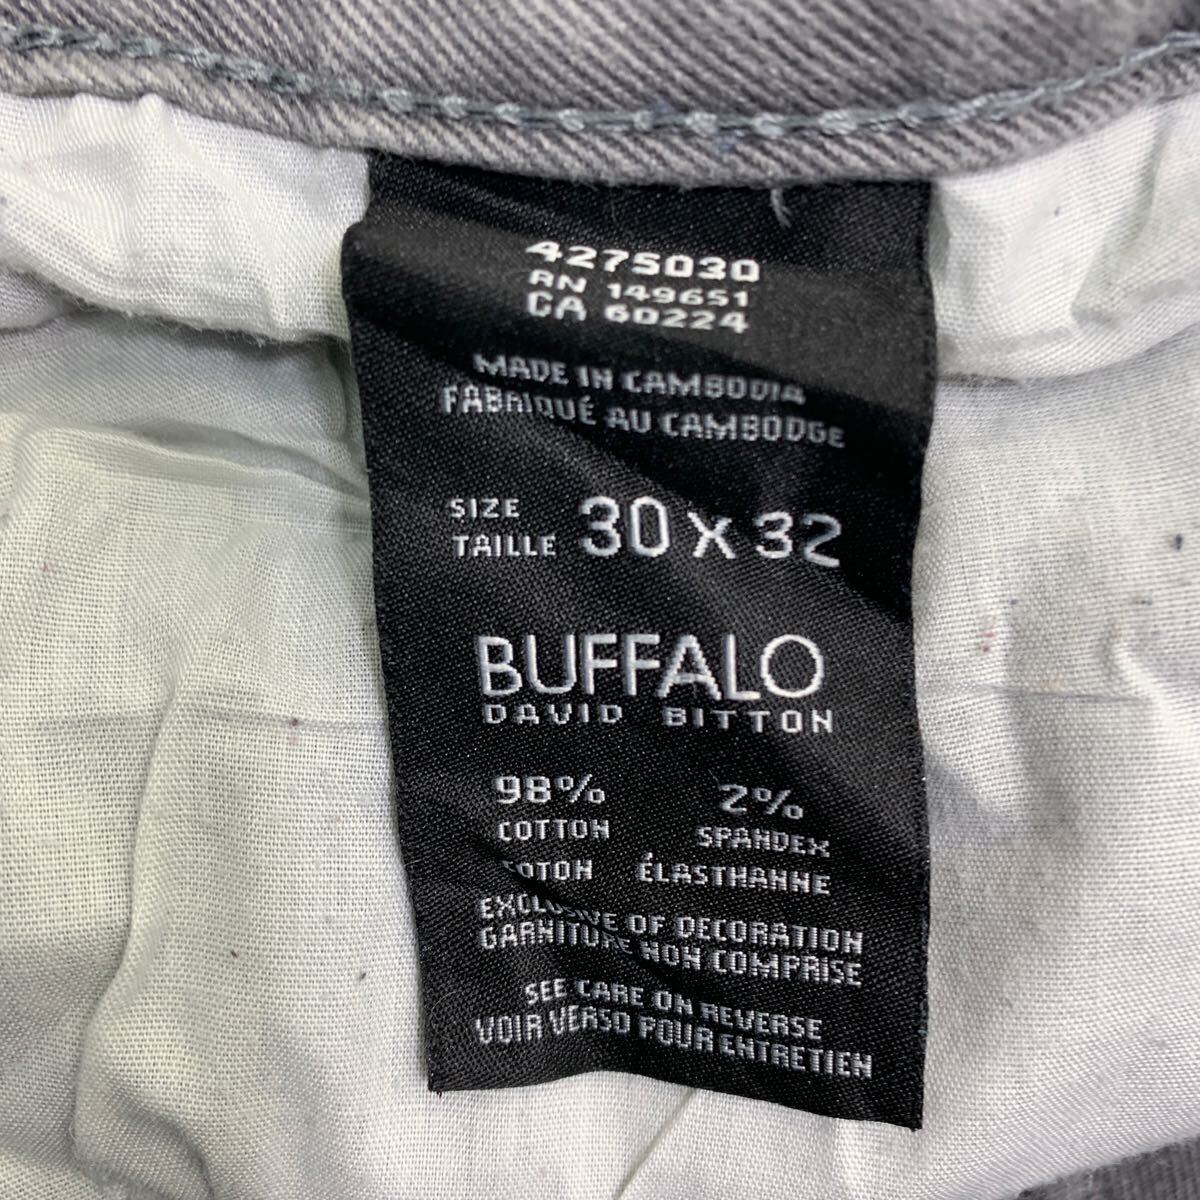 4275030
RN 149651
CA 60224
MADE IN CAMBODIA
FABRIQUÉ AU CAMBODGE
SIZE
TAILLE 30 x 32
BUFFALO
DAVID BITTON
98% 2%
COTTON SPANDEX
COTON ÉLASTHANNE
EXCLUSIVE OF DECORATION
GARNITURE NON COMPRISE
SEE CARE ON REVERSE
VOIR VERSO POUR ENTRETIEN